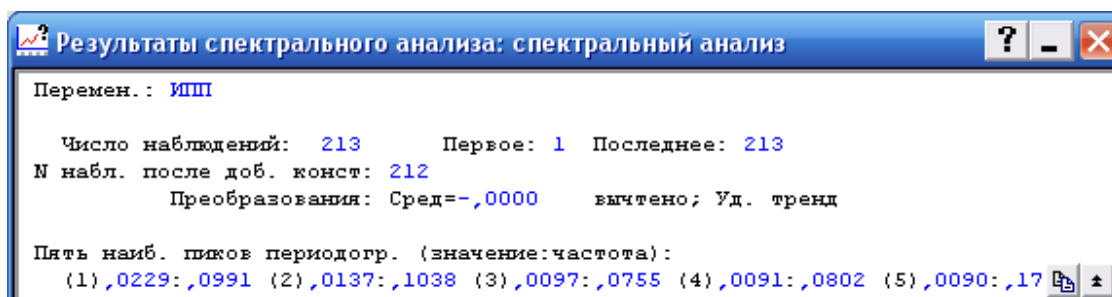 Результаты спектрального анализа: спектральный анализ
Перемен.: ИПП
Число наблюдений: 213 Первое: 1 Последнее: 213
N набл. после доб. конст: 212
Преобразования: Сред=-,0000 вычтено; Уд. тренд
Пять наиб. пиков периодогр. (значение:частота):
(1),0229:,0991 (2),0137:,1038 (3),0097:,0755 (4),0091:,0802 (5),0090:,17